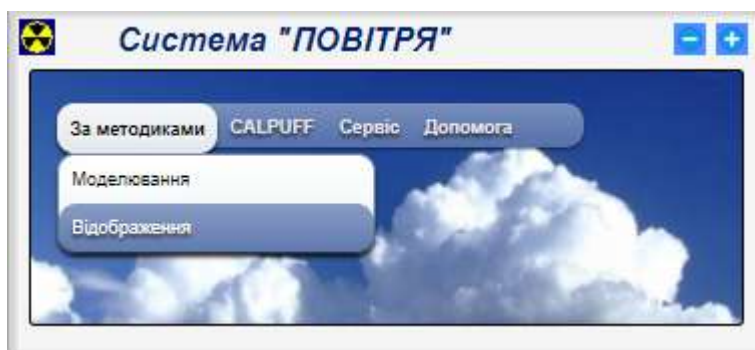 Система "ПОВІТРЯ"
За методиками CALPUFF Сервіс Допомога
Моделювання
Відображення